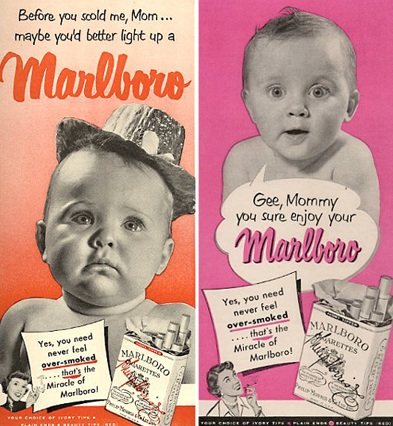 Before you scold me, Mom...
maybe you'd better light up a
Marlboro
Yes, you need
never feel
over-smoked
....that's the
Miracle of
Marlboro!
MARLBORO
CIGARETTES
Marlboro
YOUR CHOICE OF IVORY TIPS •
PLAIN ENDS • BEAUTY TIPS (RED)
Gee, Mommy
you sure enjoy your
Marlboro
Yes, you need
never feel
over-smoked
....that's the
Miracle of
Marlboro!
MARLBORO
CIGARETTES
Marlboro
YOUR CHOICE OF IVORY TIPS • PLAIN ENDS • BEAUTY TIPS (RED)